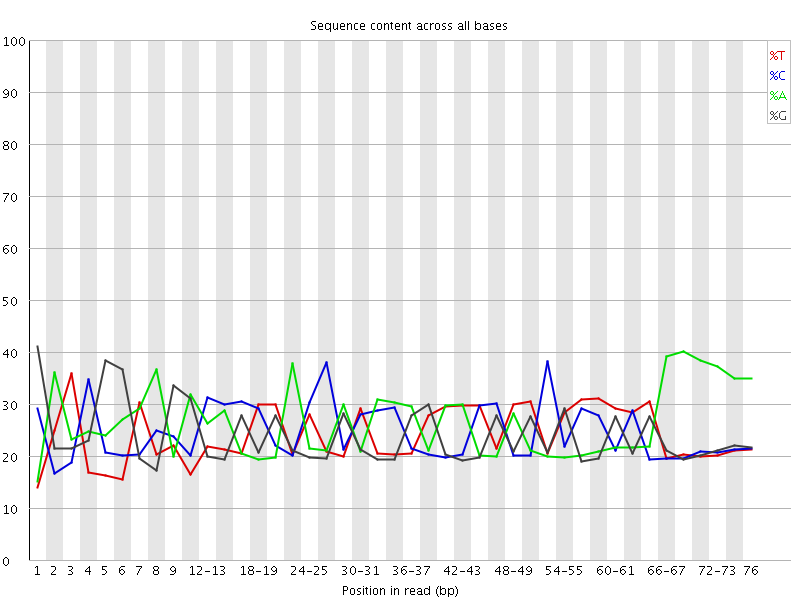 Sequence content across all bases
100
90
80
70
60
50
40
30
20
10
0
%T
%C
%A
%G
1 2 3 4 5 6 7 8 9 12-13 18-19 24-25 30-31 36-37 42-43 48-49 54-55 60-61 66-67 72-73 76
Position in read (bp)